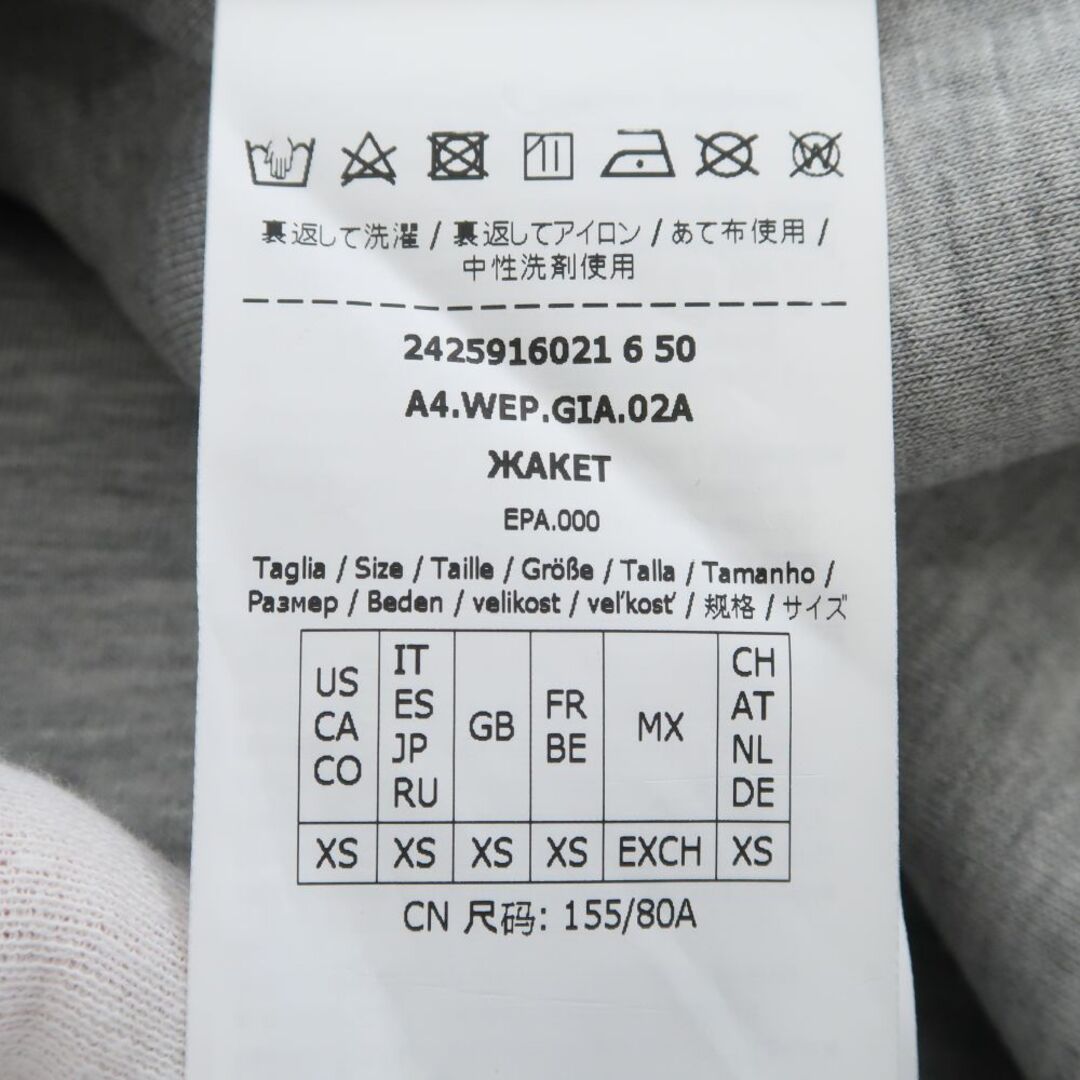 裏返して洗濯 / 裏返してアイロン / あて布使用 /
中性洗剤使用
2425916021 6 50
A4.WEP.GIA.02A
ЖАКЕТ
EPA.000
Taglia / Size / Taille / Größe / Talla / Tamanho /
Размер / Beden / velikost / veľkosť / 规格 / サイズ
US CA CO
IT ES JP RU
GB
FR BE
MX
CH AT NL DE
XS XS XS XS EXCH XS
CN 尺码: 155/80A